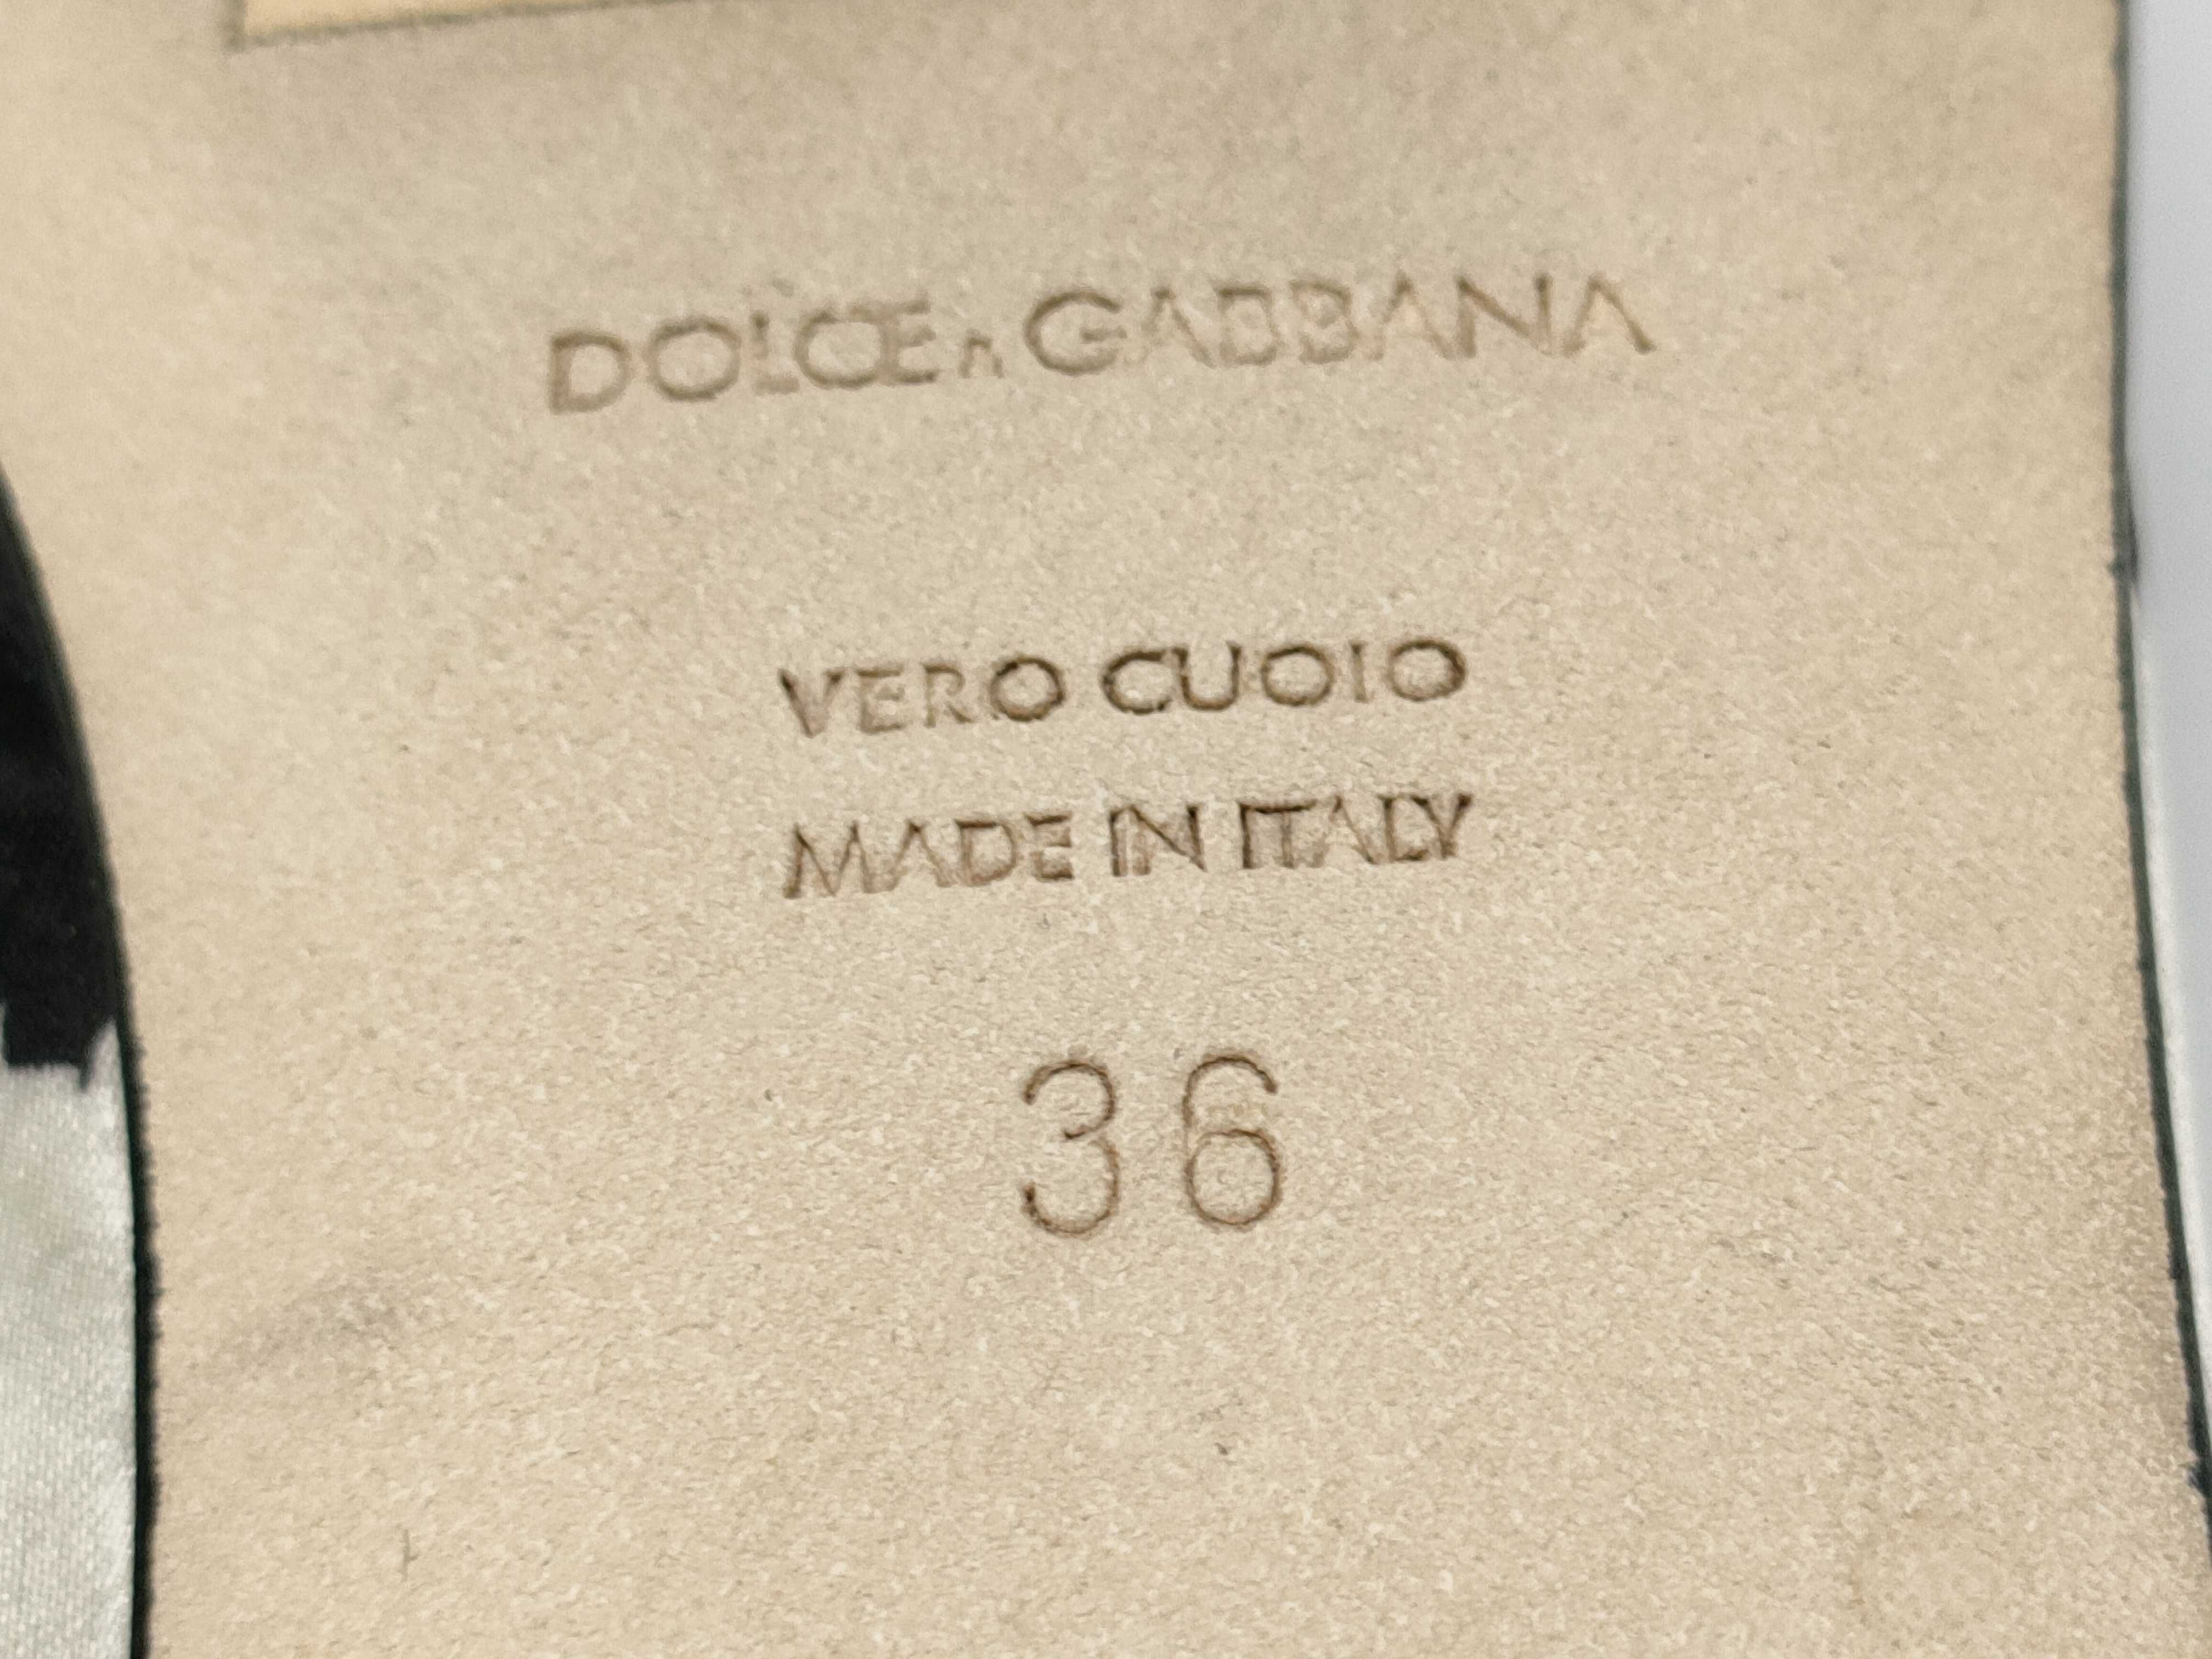 DOLCE & GABBANA
VERO CUOIO
MADE IN ITALY
36